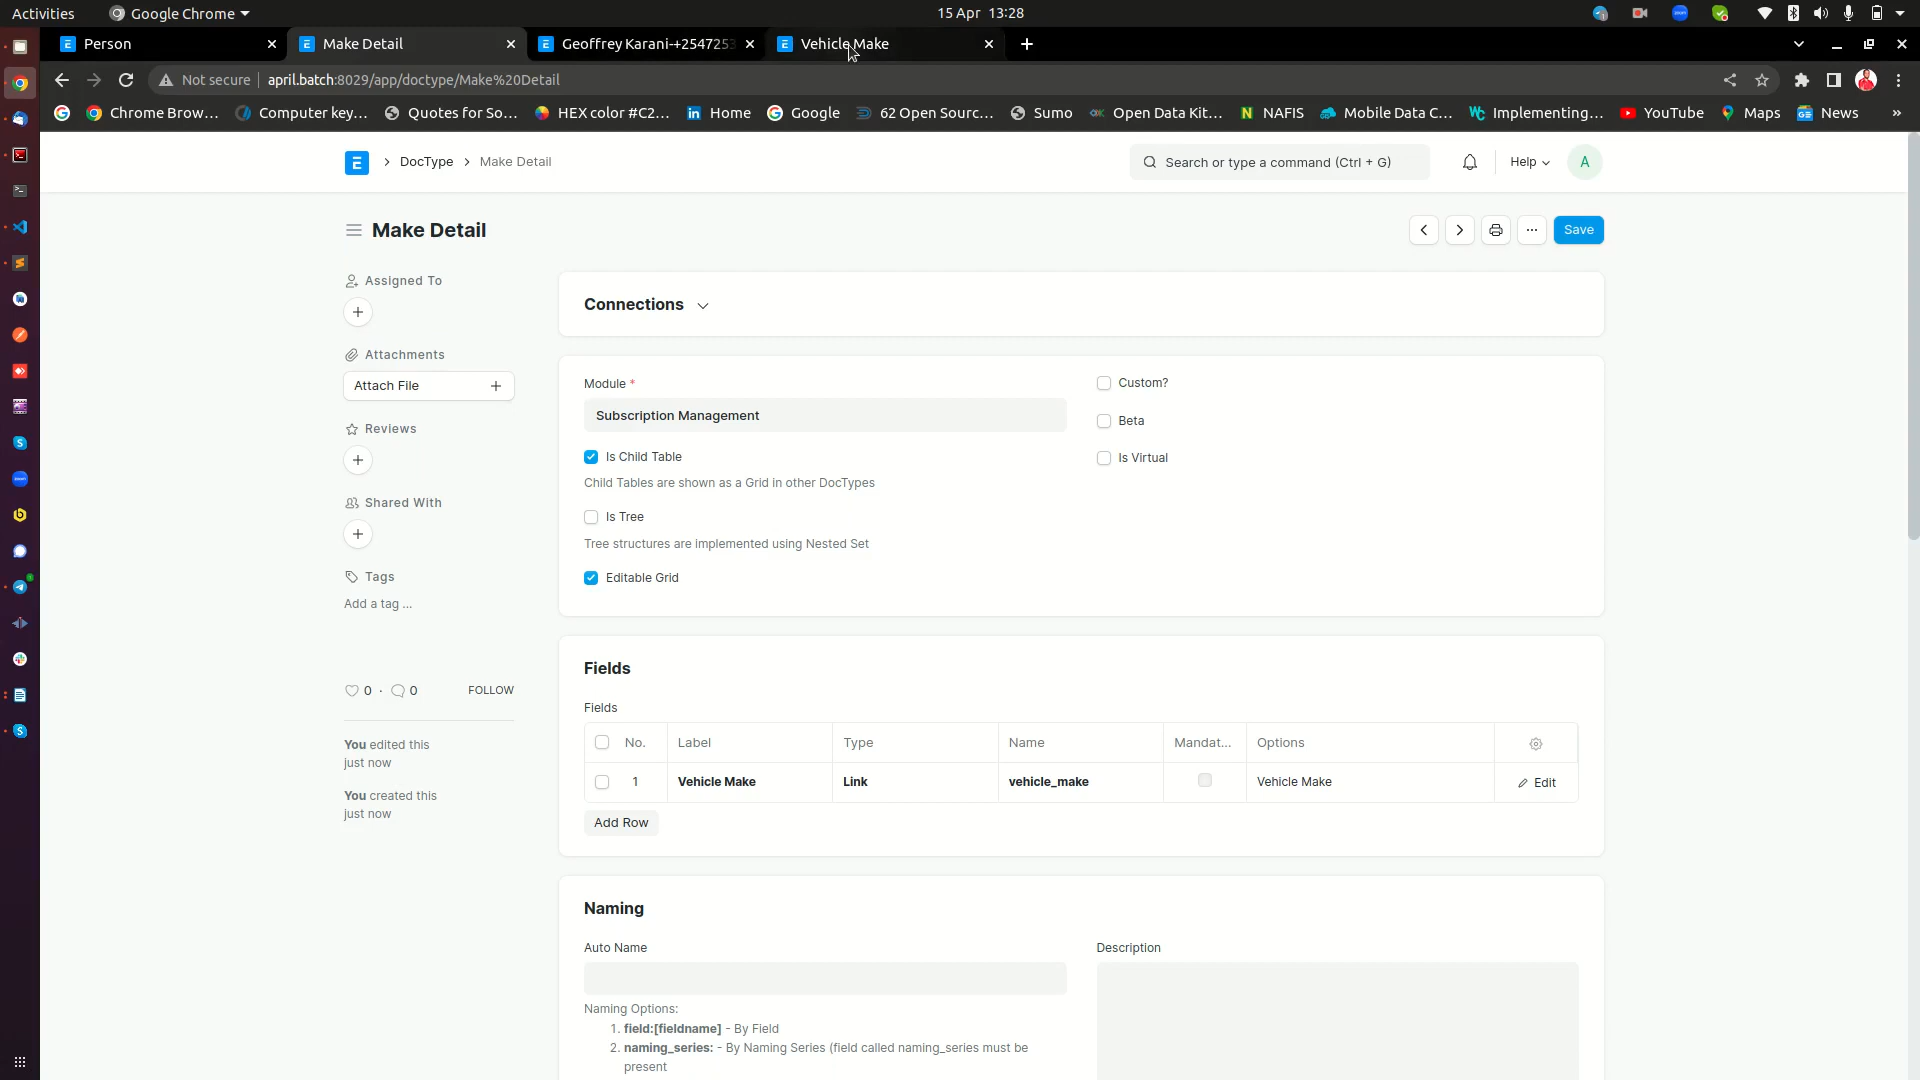 Activities
Google Chrome
15 Apr 13:28
Person
Make Detail
Geoffrey Karani-+2547253
Vehicle Make
Not secure
april.batch:8029/app/doctype/Make%20Detail
Chrome Brow...
Computer key...
Quotes for So...
HEX color #C2...
Home
Google
62 Open Sourc...
Sumo
Open Data Kit...
NAFIS
Mobile Data C...
Implementing...
YouTube
Maps
News
DocType
Make Detail
Search or type a command (Ctrl + G)
Help
A
Make Detail
Save
Assigned To
Attachments
Attach File
Reviews
Shared With
Tags
Add a tag ...
0 · 0
FOLLOW
You edited this
just now
You created this
just now
Connections
Module *
Subscription Management
Is Child Table
Child Tables are shown as a Grid in other DocTypes
Is Tree
Tree structures are implemented using Nested Set
Editable Grid
Custom?
Beta
Is Virtual
Fields
Fields
No. Label Type Name Mandat... Options
1 Vehicle Make Link vehicle_make Vehicle Make Edit
Add Row
Naming
Auto Name
Description
Naming Options:
1. field:[fieldname] - By Field
2. naming_series: - By Naming Series (field called naming_series must be
present